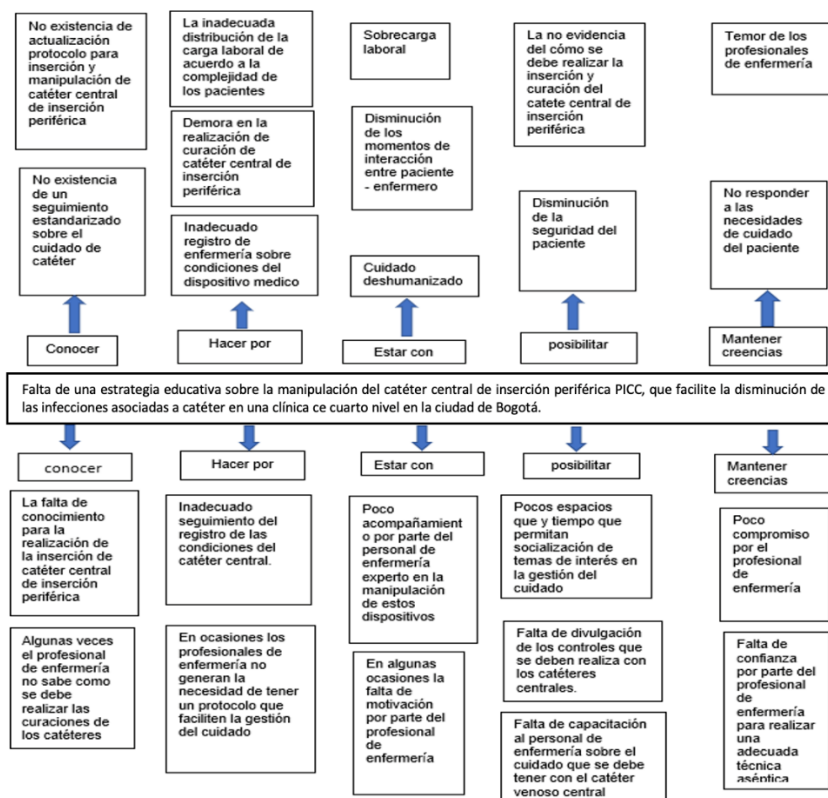 No existencia de
actualización
protocolo para
inserción y
manipulación de
catéter central
de inserción
periférica
La inadecuada
distribución de la
carga laboral de
acuerdo a la
complejidad de
los pacientes
Sobrecarga
laboral
La no evidencia
del cómo se
debe realizar la
inserción y
curación del
catete central de
inserción
periférica
Temor de los
profesionales
de enfermería
Demora en la
realización de
curación de
catéter central de
inserción
periférica
Disminución
de los
momentos de
interacción
entre paciente
- enfermero
No existencia
de un
seguimiento
estandarizado
sobre el
cuidado de
catéter
Inadecuado
registro de
enfermería sobre
condiciones del
dispositivo medico
Cuidado
deshumanizado
Disminución
de la
seguridad del
paciente
No responder
a las
necesidades
de cuidado
del paciente
Conocer
Hacer por
Estar con
posibilitar
Mantener
creencias
Falta de una estrategia educativa sobre la manipulación del catéter central de inserción periférica PICC, que facilite la disminución de
las infecciones asociadas a catéter en una clínica ce cuarto nivel en la ciudad de Bogotá.
conocer
Hacer por
Estar con
posibilitar
Mantener
creencias
La falta de
conocimiento
para la
realización de
la inserción de
catéter central
de inserción
periférica
Inadecuado
seguimiento del
registro de las
condiciones del
catéter central.
Poco
acompañamient
o por parte del
personal de
enfermería
experto en la
manipulación
de estos
dispositivos
Pocos espacios
que y tiempo que
permitan
socialización de
temas de interés en
la gestión del
cuidado
Poco
compromiso
por el
profesional
de
enfermería
Algunas veces
el profesional
de enfermería
no sabe como
se debe
realizar las
curaciones de
los catéteres
En ocasiones los
profesionales de
enfermería no
generan la
necesidad de tener
un protocolo que
faciliten la gestión
del cuidado
En algunas
ocasiones la
falta de
motivación
por parte del
profesional
de
enfermería
Falta de divulgación
de los controles que
se deben realiza con
los catéteres
centrales.
Falta de capacitación
al personal de
enfermería sobre el
cuidado que se debe
tener con el catéter
venoso central
Falta de
confianza
por parte del
profesional
de
enfermería
para realizar
una
adecuada
técnica
aséptica